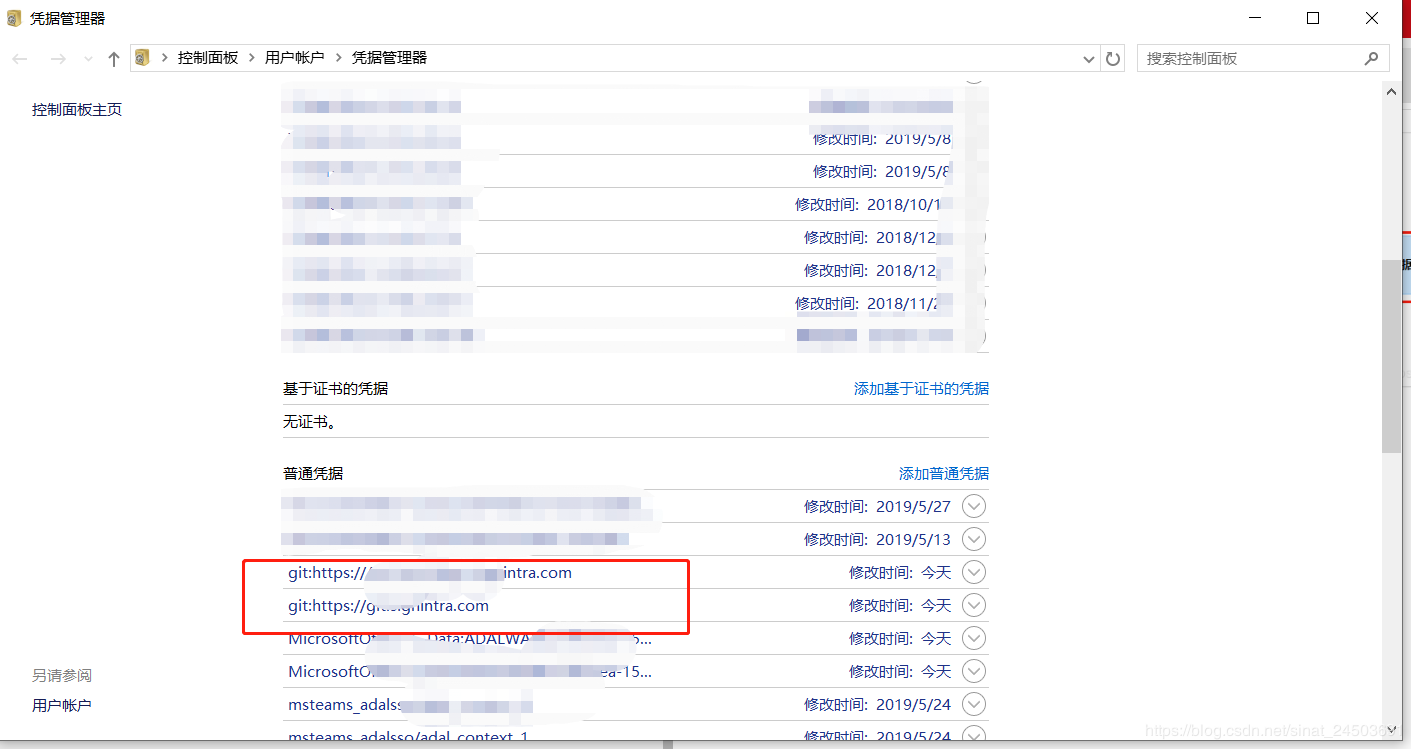 凭据管理器
控制面板 用户帐户 凭据管理器 搜索控制面板
控制面板主页
修改时间: 2019/5/8
修改时间: 2019/5/8
修改时间: 2018/10/1
修改时间: 2018/12
修改时间: 2018/12
修改时间: 2018/11/2
基于证书的凭据 添加基于证书的凭据
无证书。
普通凭据 添加普通凭据
修改时间: 2019/5/27
修改时间: 2019/5/13
git:https:// intra.com 修改时间: 今天
git:https://git intra.com 修改时间: 今天
MicrosoftOf Data:ADALWA 5... 修改时间: 今天
MicrosoftO ea-15... 修改时间: 今天
msteams_adalss 修改时间: 2019/5/24
msteams_adalsso/adal_context_1 修改时间: 2019/5/24
另请参阅
用户帐户
https://blog.csdn.net/sinat_245036